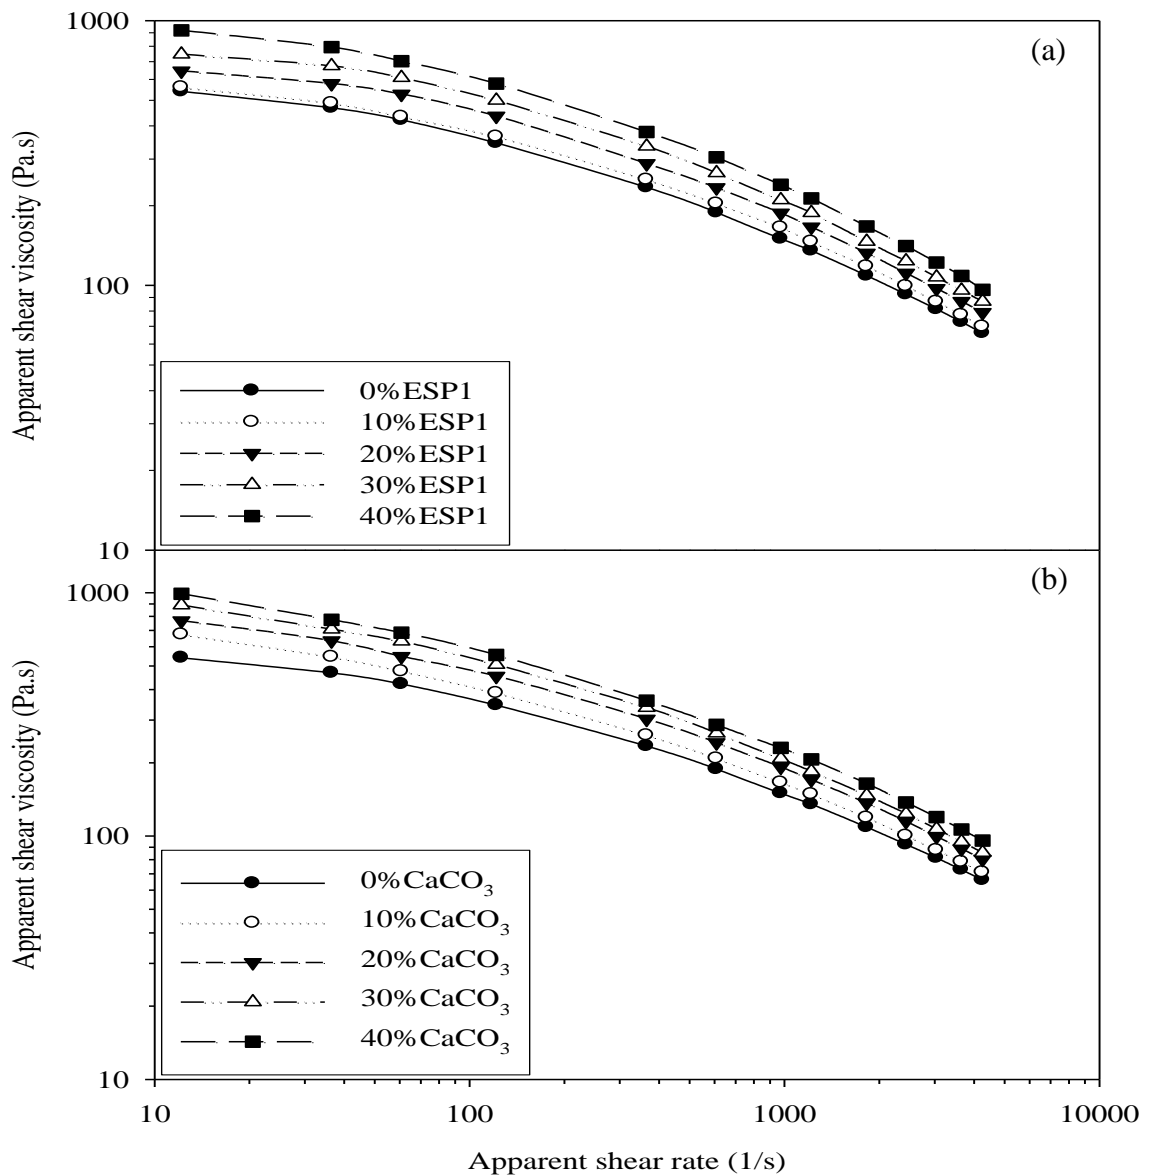 1000
(a)
100
Apparent shear viscosity (Pa.s)
0%ESP1
10%ESP1
20%ESP1
30%ESP1
40%ESP1
10
1000
(b)
100
Apparent shear viscosity (Pa.s)
0%CaCO₃
10%CaCO₃
20%CaCO₃
30%CaCO₃
40%CaCO₃
10
10 100 1000 10000
Apparent shear rate (1/s)